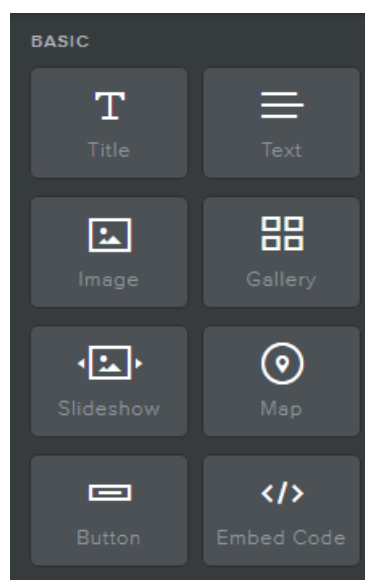 BASIC
Title Text
Image Gallery
Slideshow Map
Button Embed Code